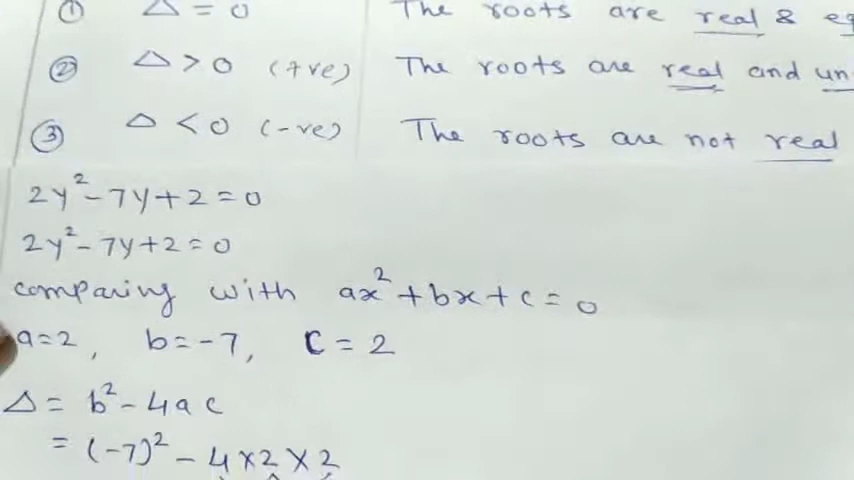 ① Δ = 0 The roots are real &
② Δ > 0 (+ve) The roots are real and un
③ Δ < 0 (-ve) The roots are not real
2y² - 7y + 2 = 0
2y² - 7y + 2 = 0
comparing with ax² + bx + c = 0
a = 2, b = -7, c = 2
Δ = b² - 4ac
= (-7)² - 4 × 2 × 2